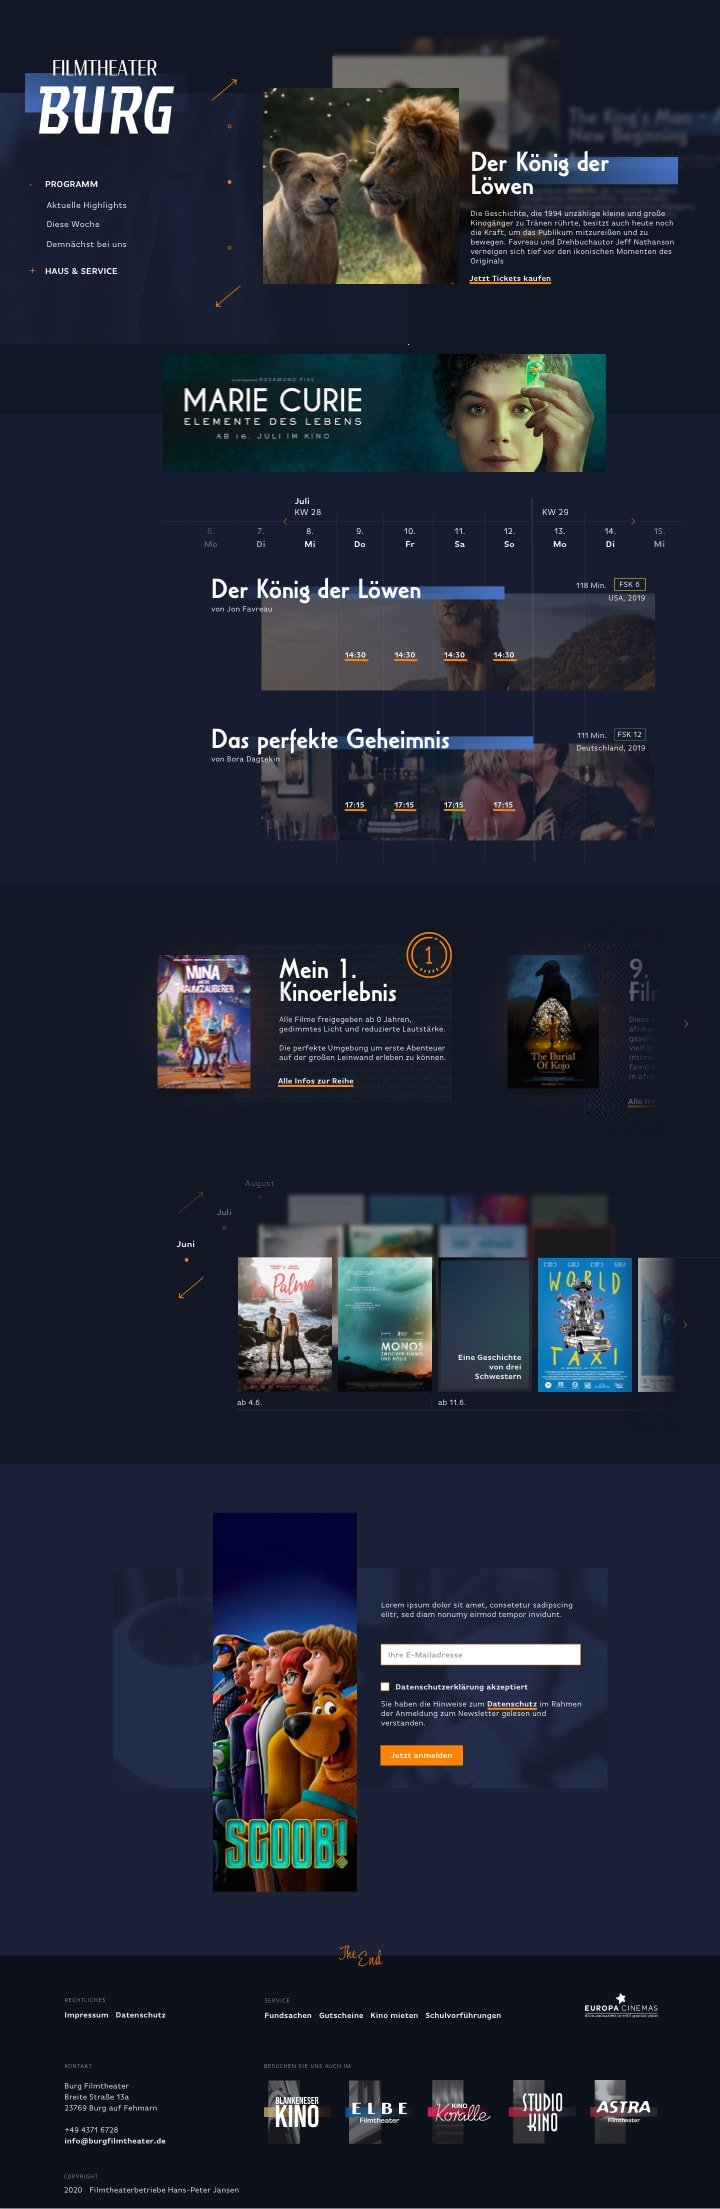 FILMTHEATER
BURG
- PROGRAMM
Aktuelle Highlights
Diese Woche
Demnächst bei uns
+ HAUS & SERVICE
The King's Man – A
New Beginning
Der König der
Löwen
Die Geschichte, die 1994 unzählige kleine und große
Kinogänger zu Tränen rührte, besitzt auch heute noch
die Kraft, um das Publikum mitzureißen und zu
bewegen. Favreau und Drehbuchautor Jeff Nathanson
verneigen sich tief vor den ikonischen Momenten des
Originals
Jetzt Tickets kaufen
ROSAMUND PIKE
MARIE CURIE
ELEMENTE DES LEBENS
AB 16. JULI IM KINO
Juli
KW 28 KW 29
6. 7. 8. 9. 10. 11. 12. 13. 14. 15.
Mo Di Mi Do Fr Sa So Mo Di Mi
Der König der Löwen
118 Min. FSK 6
USA, 2019
von Jon Favreau
14:30 14:30 14:30 14:30
Das perfekte Geheimnis
111 Min. FSK 12
Deutschland, 2019
von Bora Dagtekin
17:15 17:15 17:15 17:15
MINA
TRAUMZAUBERER
1
Mein 1.
Kinoerlebnis
Alle Filme freigegeben ab 0 Jahren,
gedimmtes Licht und reduzierte Lautstärke.
Die perfekte Umgebung um erste Abenteuer
auf der großen Leinwand erleben zu können.
Alle Infos zur Reihe
The Burial
Of Kojo
9.
Film
Alle Inf
August
Juli
Juni
La Palma
MONOS
ZWISCHEN HIMMEL
UND HÖLLE
Eine Geschichte
von drei
Schwestern
WORLD
TAXI
ab 4.6. ab 11.6.
SCOOB!
Lorem ipsum dolor sit amet, consetetur sadipscing
elitr, sed diam nonumy eirmod tempor invidunt.
Ihre E-Mailadresse
Datenschutzerklärung akzeptiert
Sie haben die Hinweise zum Datenschutz im Rahmen
der Anmeldung zum Newsletter gelesen und
verstanden.
Jetzt anmelden
The End
RECHTLICHES
Impressum Datenschutz
SERVICE
Fundsachen Gutscheine Kino mieten Schulvorführungen
EUROPA CINEMAS
KONTAKT
Burg Filmtheater
Breite Straße 13a
23769 Burg auf Fehmarn
+49 4371 6728
info@burgfilmtheater.de
BESUCHEN SIE UNS AUCH IM
BLANKENESER
KINO
ELBE
Filmtheater
KINO
Koralle
STUDIO
KINO
ASTRA
Filmtheater
COPYRIGHT
2020 Filmtheaterbetriebe Hans-Peter Jansen